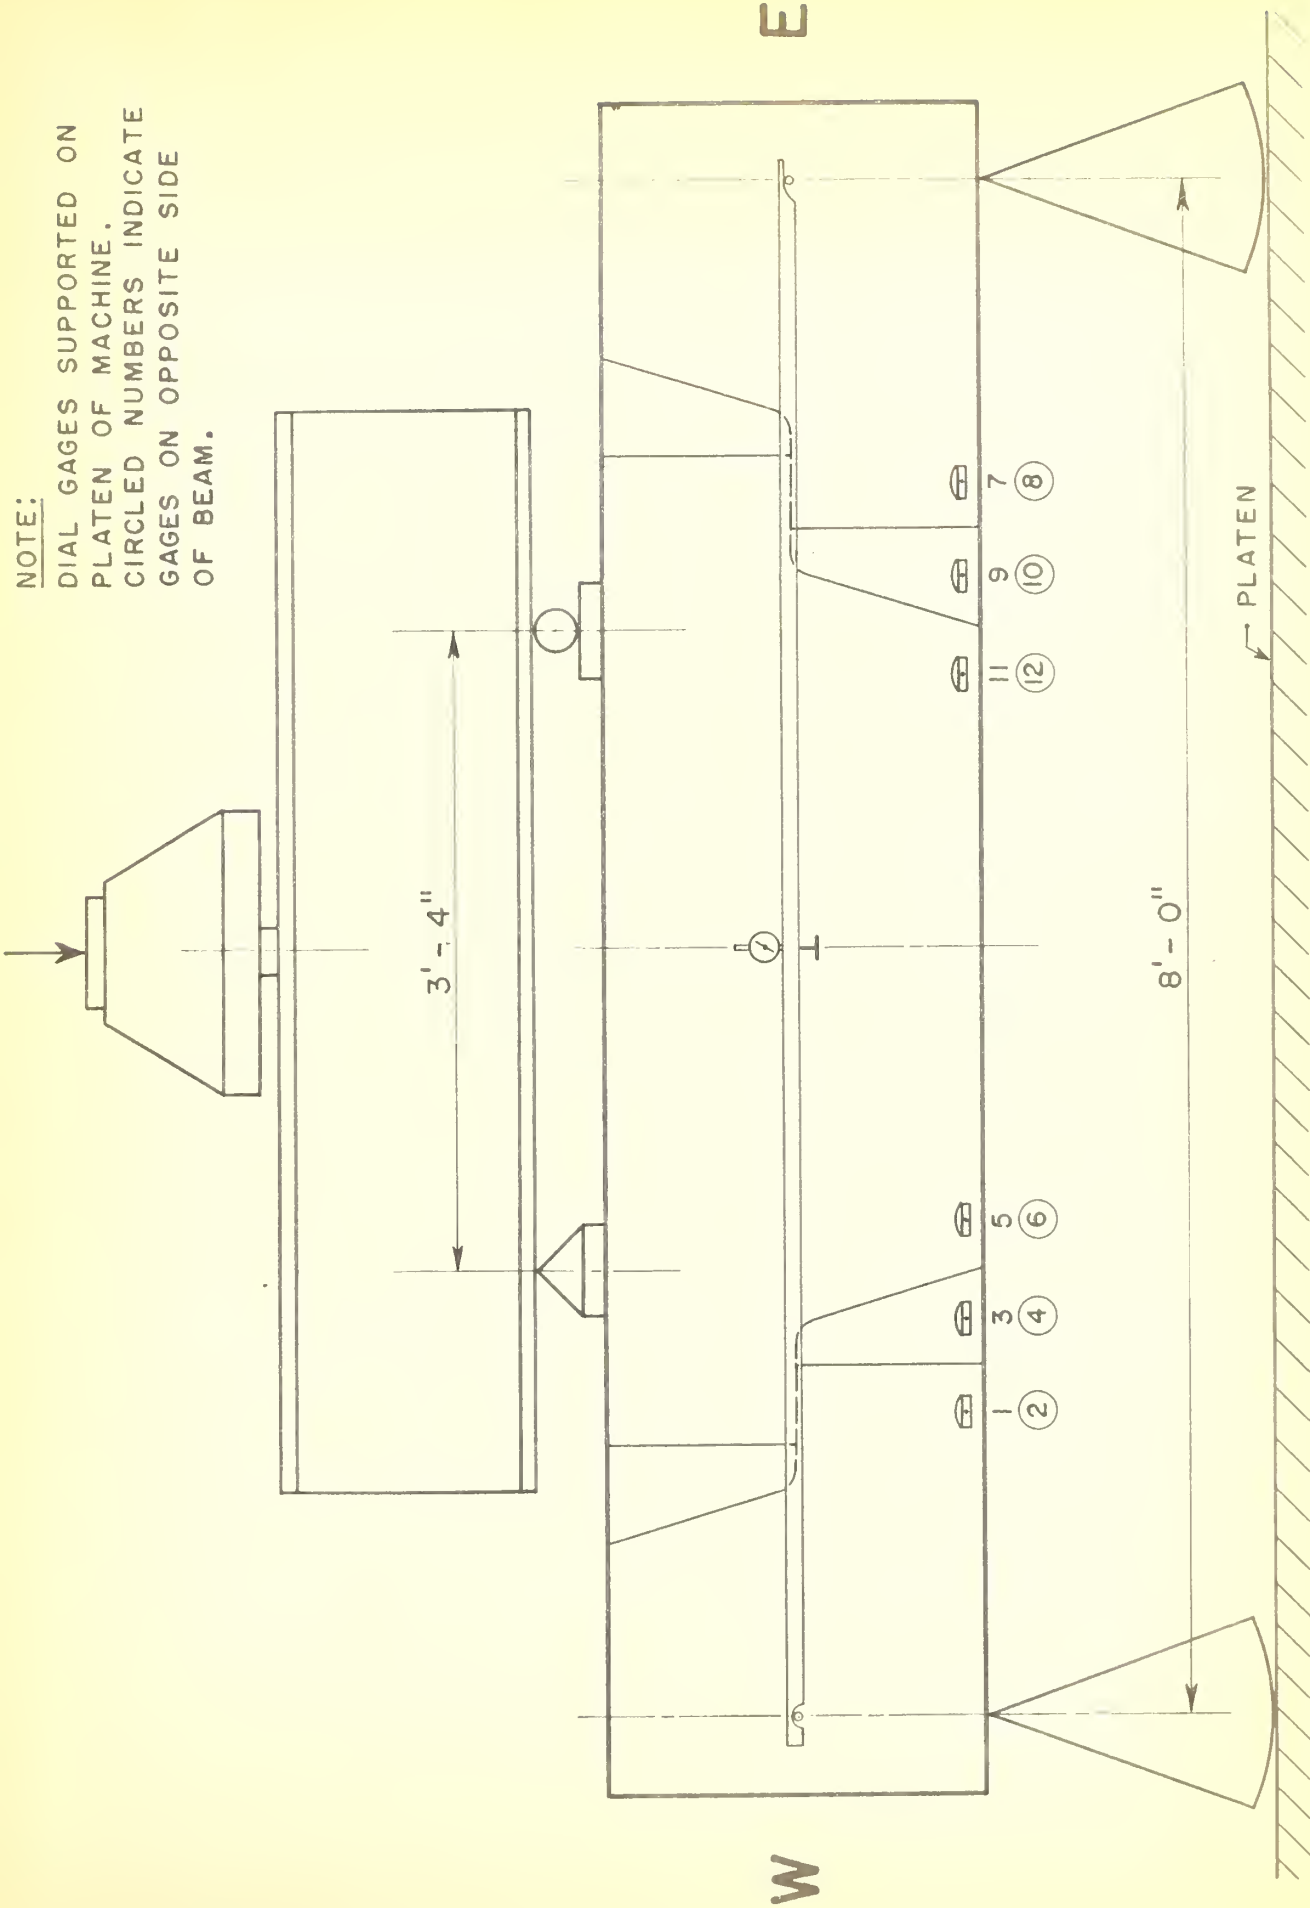 NOTE:
DIAL GAGES SUPPORTED ON
PLATEN OF MACHINE.
CIRCLED NUMBERS INDICATE
GAGES ON OPPOSITE SIDE
OF BEAM.
3'-4"
W
E
1 3 5 11 9 7
2 4 6 12 10 8
8'-0"
PLATEN